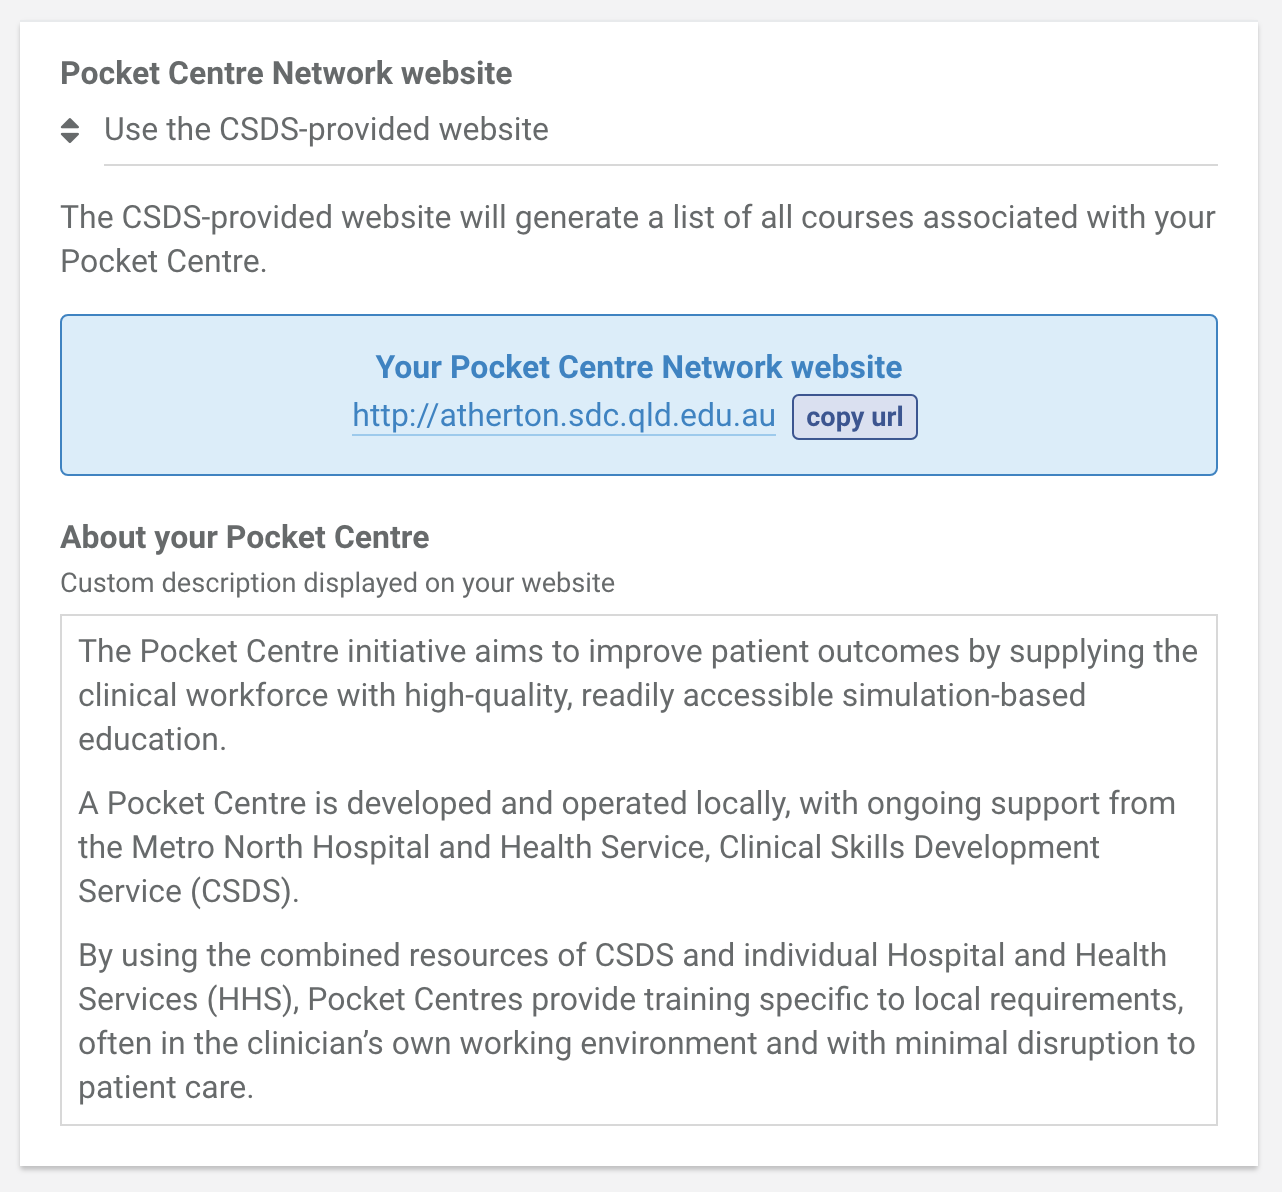 Pocket Centre Network website
Use the CSDS-provided website
The CSDS-provided website will generate a list of all courses associated with your
Pocket Centre.
Your Pocket Centre Network website
http://atherton.sdc.qld.edu.au copy url
About your Pocket Centre
Custom description displayed on your website
The Pocket Centre initiative aims to improve patient outcomes by supplying the
clinical workforce with high-quality, readily accessible simulation-based
education.
A Pocket Centre is developed and operated locally, with ongoing support from
the Metro North Hospital and Health Service, Clinical Skills Development
Service (CSDS).
By using the combined resources of CSDS and individual Hospital and Health
Services (HHS), Pocket Centres provide training specific to local requirements,
often in the clinician’s own working environment and with minimal disruption to
patient care.